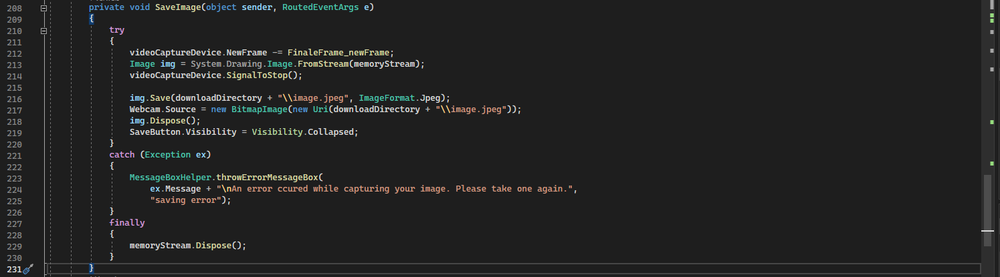 208 private void SaveImage(object sender, RoutedEventArgs e)
209 {
210 try
211 {
212 videoCaptureDevice.NewFrame -= FinaleFrame_newFrame;
213 Image img = System.Drawing.Image.FromStream(memoryStream);
214 videoCaptureDevice.SignalToStop();
215
216 img.Save(downloadDirectory + "\\image.jpeg", ImageFormat.Jpeg);
217 Webcam.Source = new BitmapImage(new Uri(downloadDirectory + "\\image.jpeg"));
218 img.Dispose();
219 SaveButton.Visibility = Visibility.Collapsed;
220 }
221 catch (Exception ex)
222 {
223 MessageBoxHelper.throwErrorMessageBox(
224 ex.Message + "\nAn error ccured while capturing your image. Please take one again.",
225 "saving error");
226 }
227 finally
228 {
229 memoryStream.Dispose();
230 }
231 }